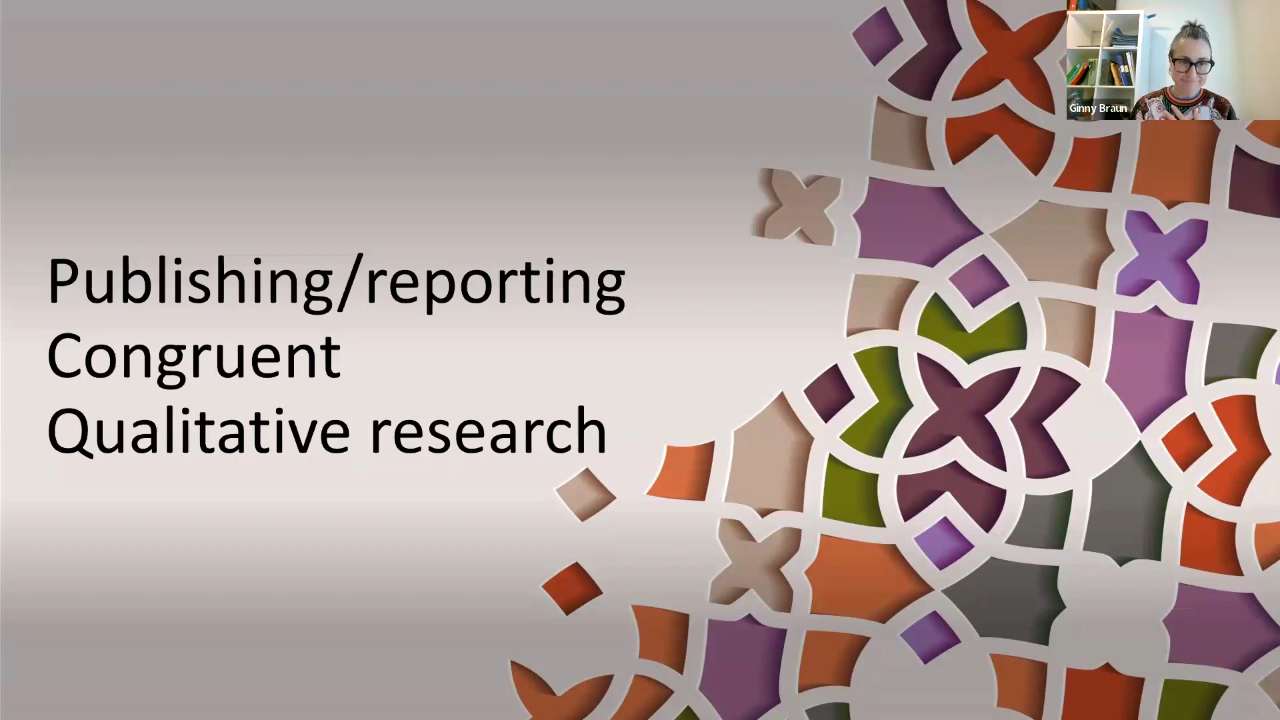 Publishing/reporting
Congruent
Qualitative research
Ginny Braun